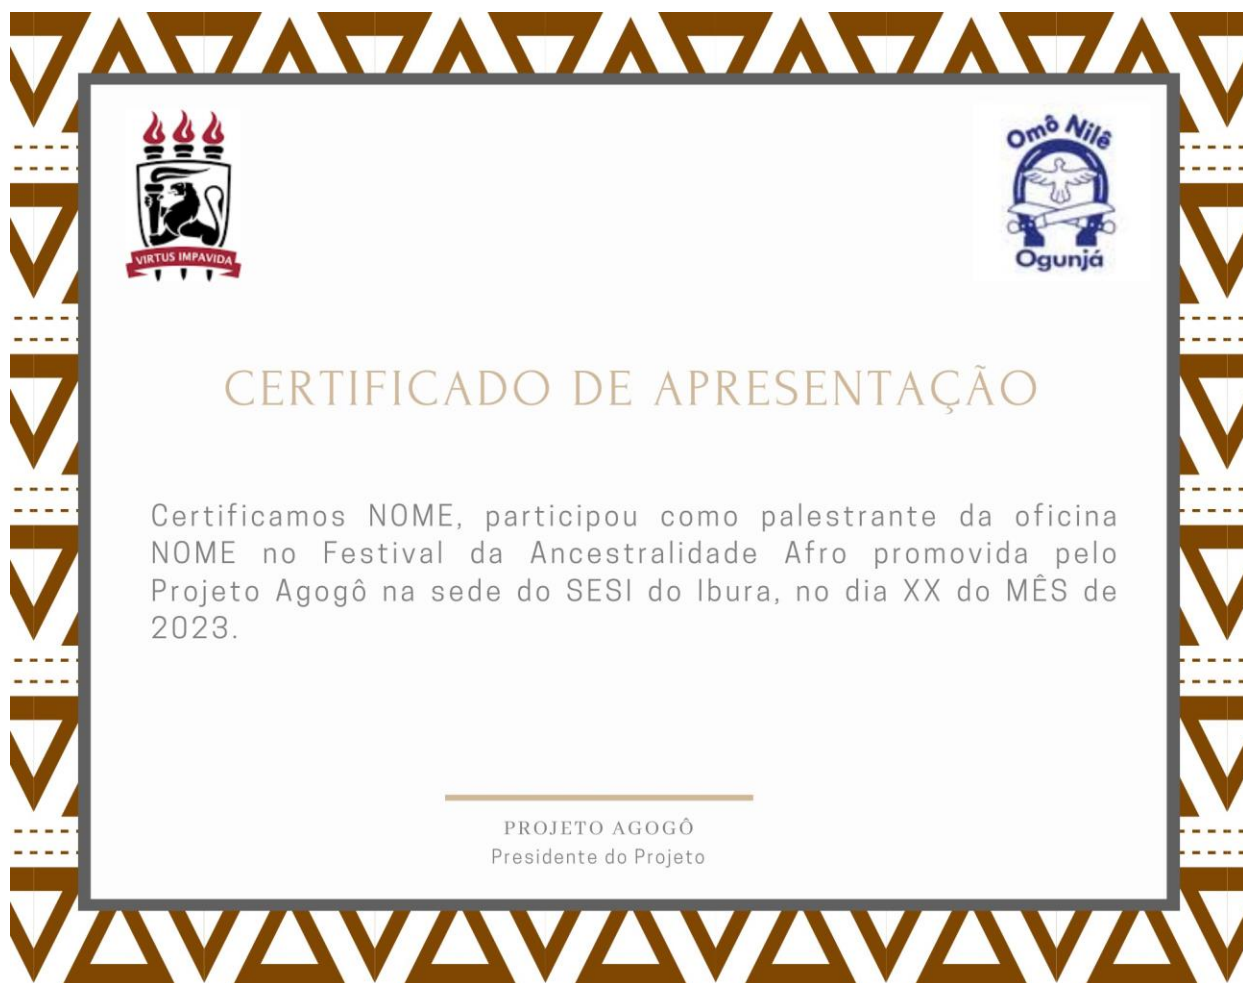 VIRTUS IMPAVIDA
Omô Nilê
Ogunjá
CERTIFICADO DE APRESENTAÇÃO
Certificamos NOME, participou como palestrante da oficina
NOME no Festival da Ancestralidade Afro promovida pelo
Projeto Agogô na sede do SESI do Ibura, no dia XX do MÊS de
2023.
PROJETO AGOGÔ
Presidente do Projeto